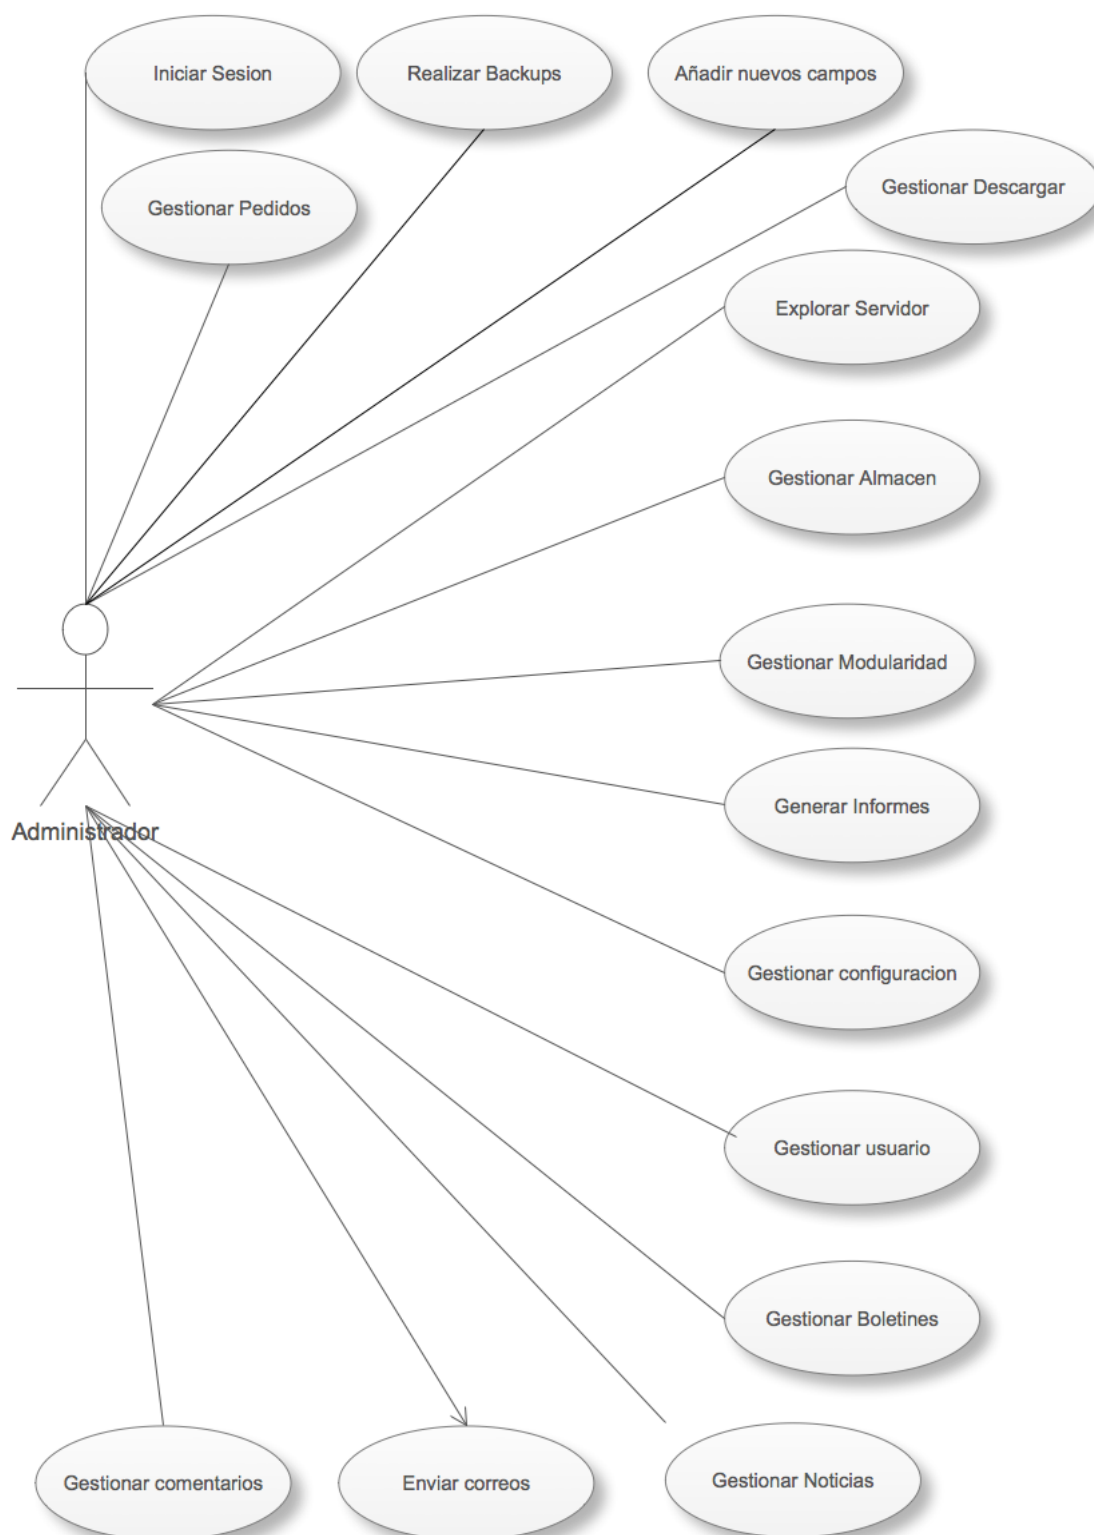 Iniciar Sesion
Realizar Backups
Añadir nuevos campos
Gestionar Descargar
Gestionar Pedidos
Explorar Servidor
Gestionar Almacen
Gestionar Modularidad
Generar Informes
Administrador
Gestionar configuracion
Gestionar usuario
Gestionar Boletines
Gestionar comentarios
Enviar correos
Gestionar Noticias